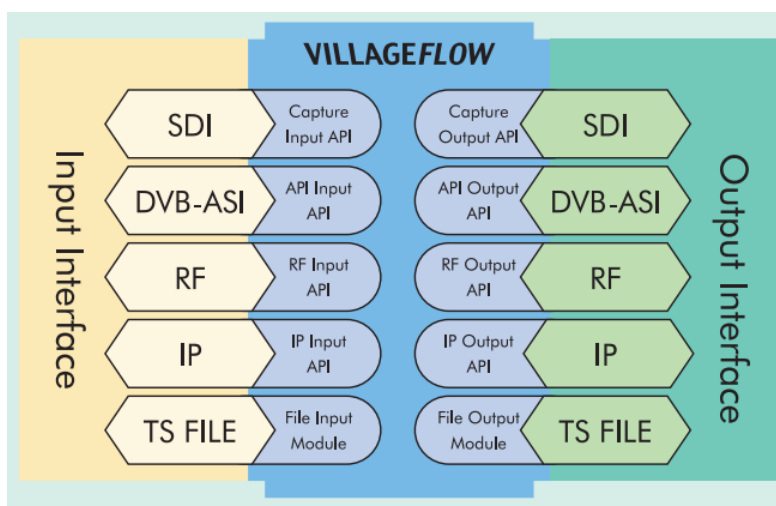 VILLAGEFLOW
Input Interface
SDI
Capture
Input API
Capture
Output API
SDI
DVB-ASI
API Input
API
API Output
API
DVB-ASI
RF
RF Input
API
RF Output
API
RF
IP
IP Input
API
IP Output
API
IP
TS FILE
File Input
Module
File Output
Module
TS FILE
Output Interface